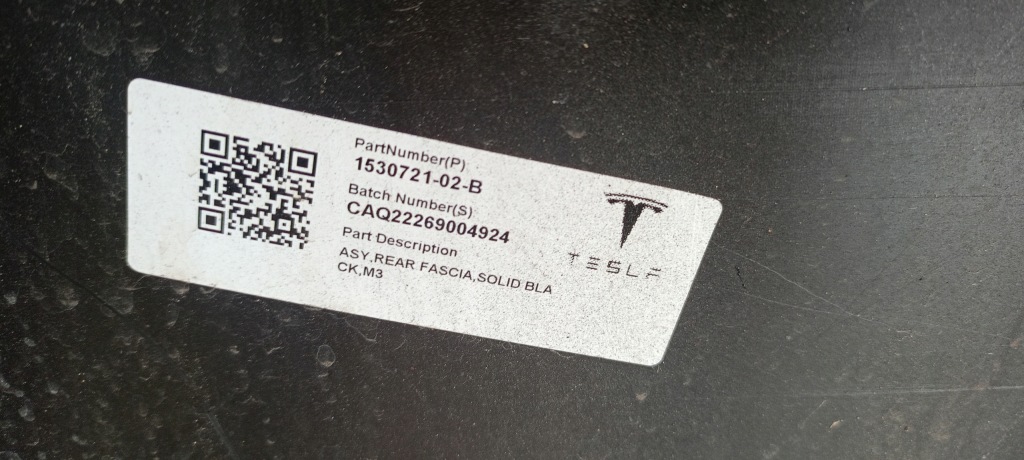 PartNumber(P)
1530721-02-B
Batch Number(S)
CAQ22269004924
Part Description
ASY,REAR FASCIA,SOLID BLA
CK,M3
TESLA